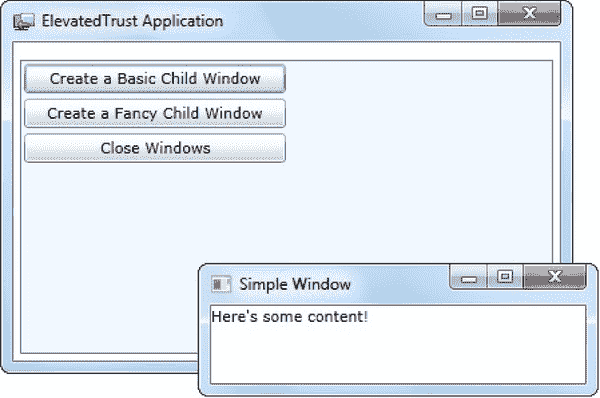 ElevatedTrust Application
Create a Basic Child Window
Create a Fancy Child Window
Close Windows
Simple Window
Here's some content!